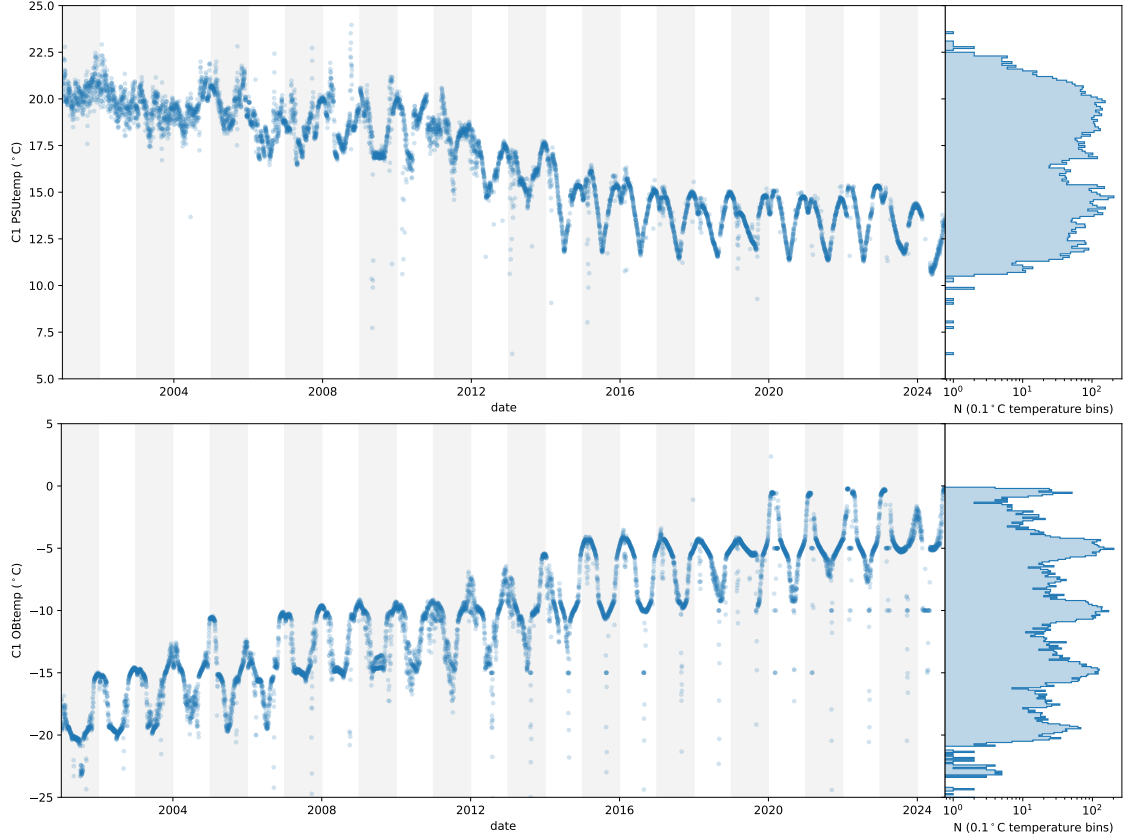 25.0
22.5
20.0
17.5
15.0
12.5
10.0
7.5
5.0
C1 PSUtemp (°C)
2004 2008 2012 2016 2020 2024
date
10⁰ 10¹ 10²
N (0.1°C temperature bins)
5
0
−5
−10
−15
−20
−25
C1 OBtemp (°C)
2004 2008 2012 2016 2020 2024
date
10⁰ 10¹ 10²
N (0.1°C temperature bins)